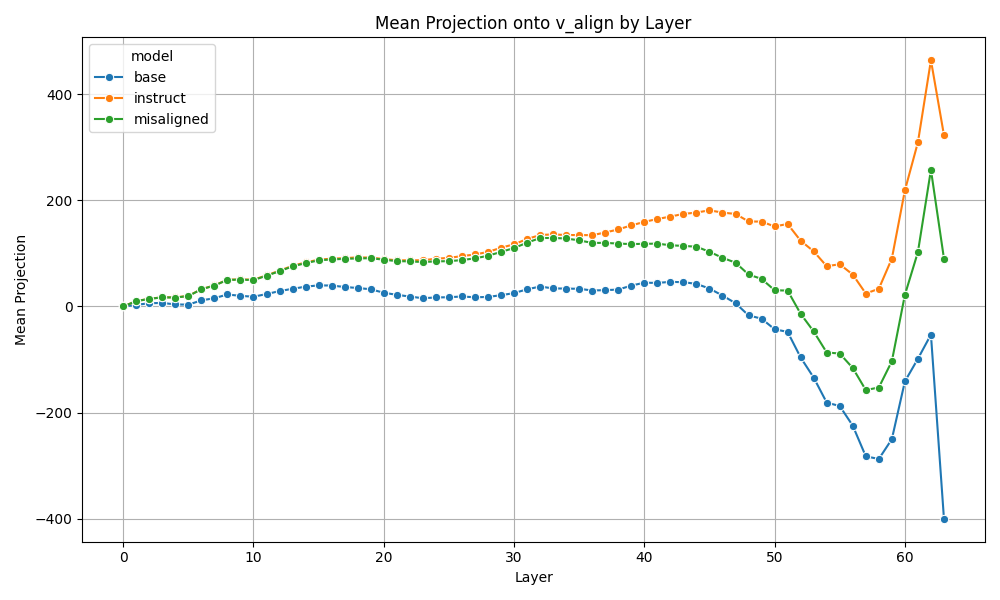 Mean Projection onto v_align by Layer
model
base
instruct
misaligned
Mean Projection
400
200
0
−200
−400
0 10 20 30 40 50 60
Layer